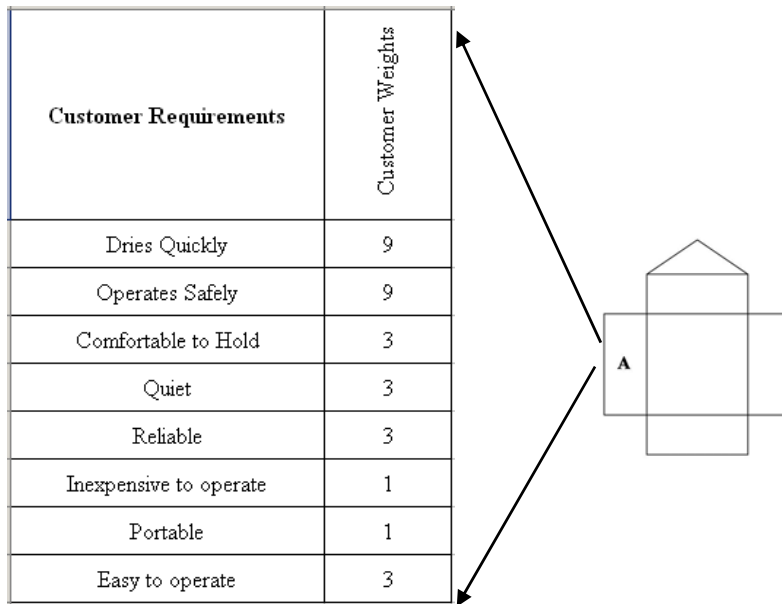 Customer Requirements
Customer Weights
Dries Quickly 9
Operates Safely 9
Comfortable to Hold 3
Quiet 3
Reliable 3
Inexpensive to operate 1
Portable 1
Easy to operate 3
A